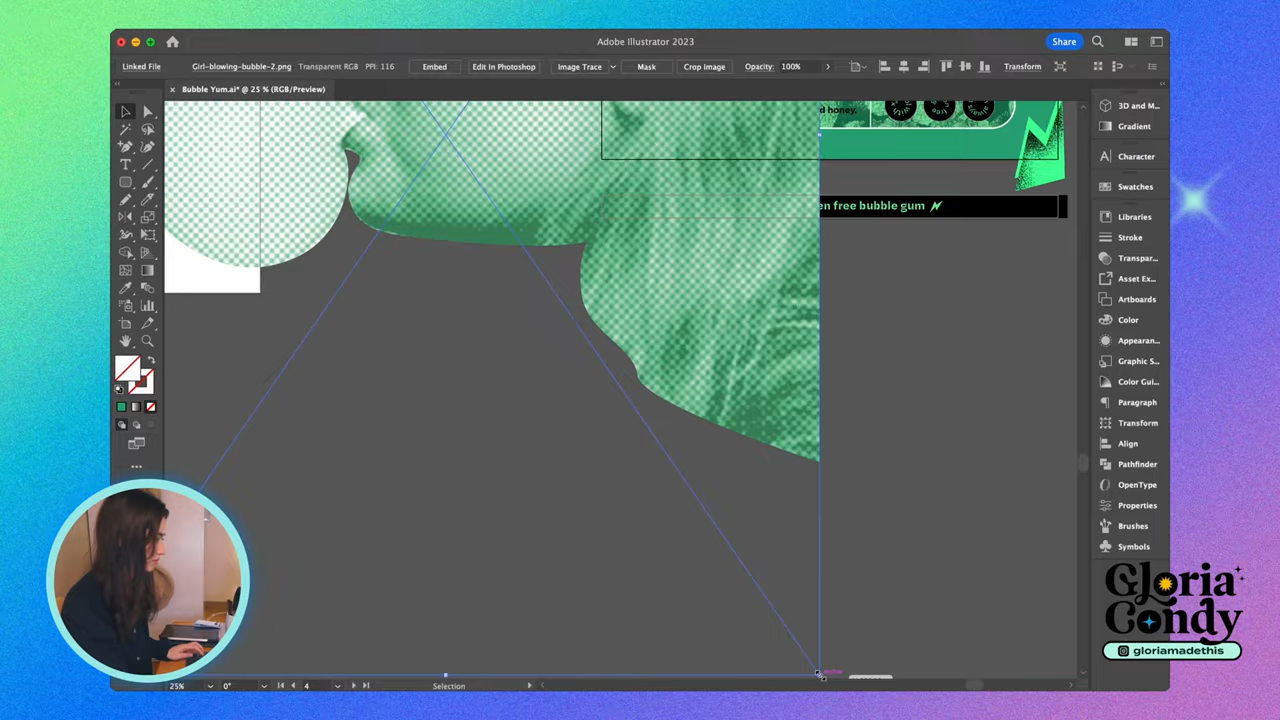 Adobe Illustrator 2023
Share
Linked File
Girl-blowing-bubble-2.png
Transparent RGB
PPI: 116
Embed
Edit In Photoshop
Image Trace
Mask
Crop Image
Opacity:
100%
Transform
Bubble Yum.ai* @ 25 % (RGB/Preview)
d honey.
en free bubble gum
3D and M...
Gradient
Character
Swatches
Libraries
Stroke
Transpar...
Asset Ex...
Artboards
Color
Appearan...
Graphic S...
Color Gui...
Paragraph
Transform
Align
Pathfinder
OpenType
Properties
Brushes
Symbols
25%
0°
4
Selection
Gloria
Condy
gloriamadethis